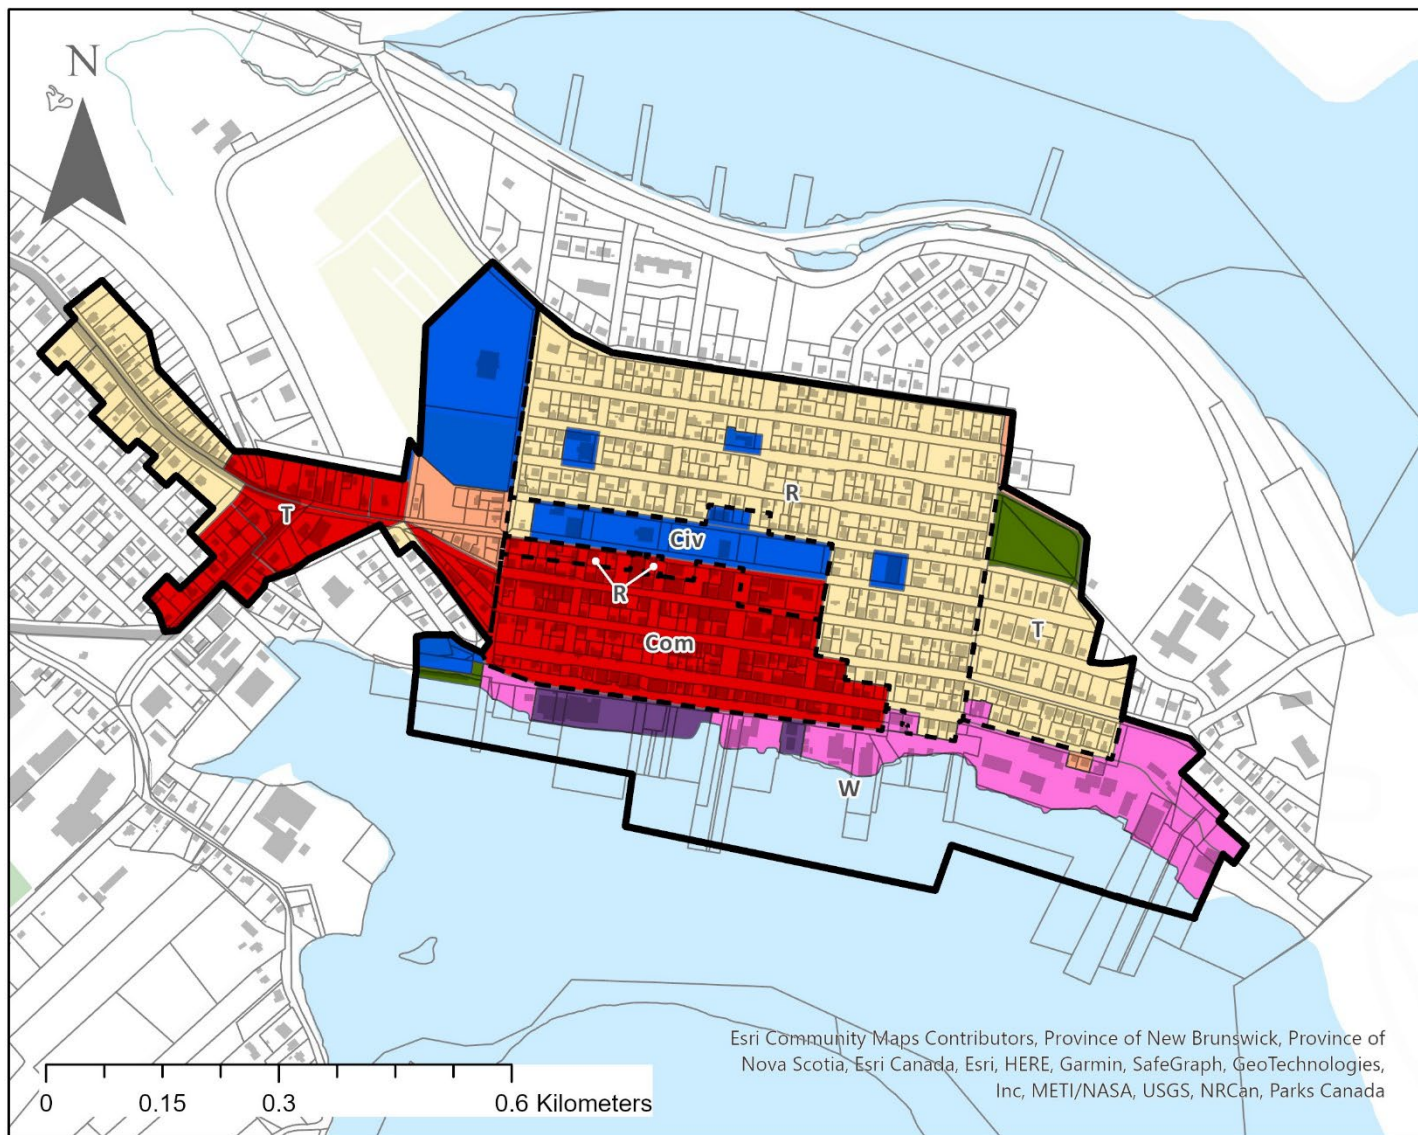 N
T
R
Civ
R
Com
T
W
Esri Community Maps Contributors, Province of New Brunswick, Province of
Nova Scotia, Esri Canada, Esri, HERE, Garmin, SafeGraph, GeoTechnologies,
Inc, METI/NASA, USGS, NRCan, Parks Canada
0 0.15 0.3 0.6 Kilometers